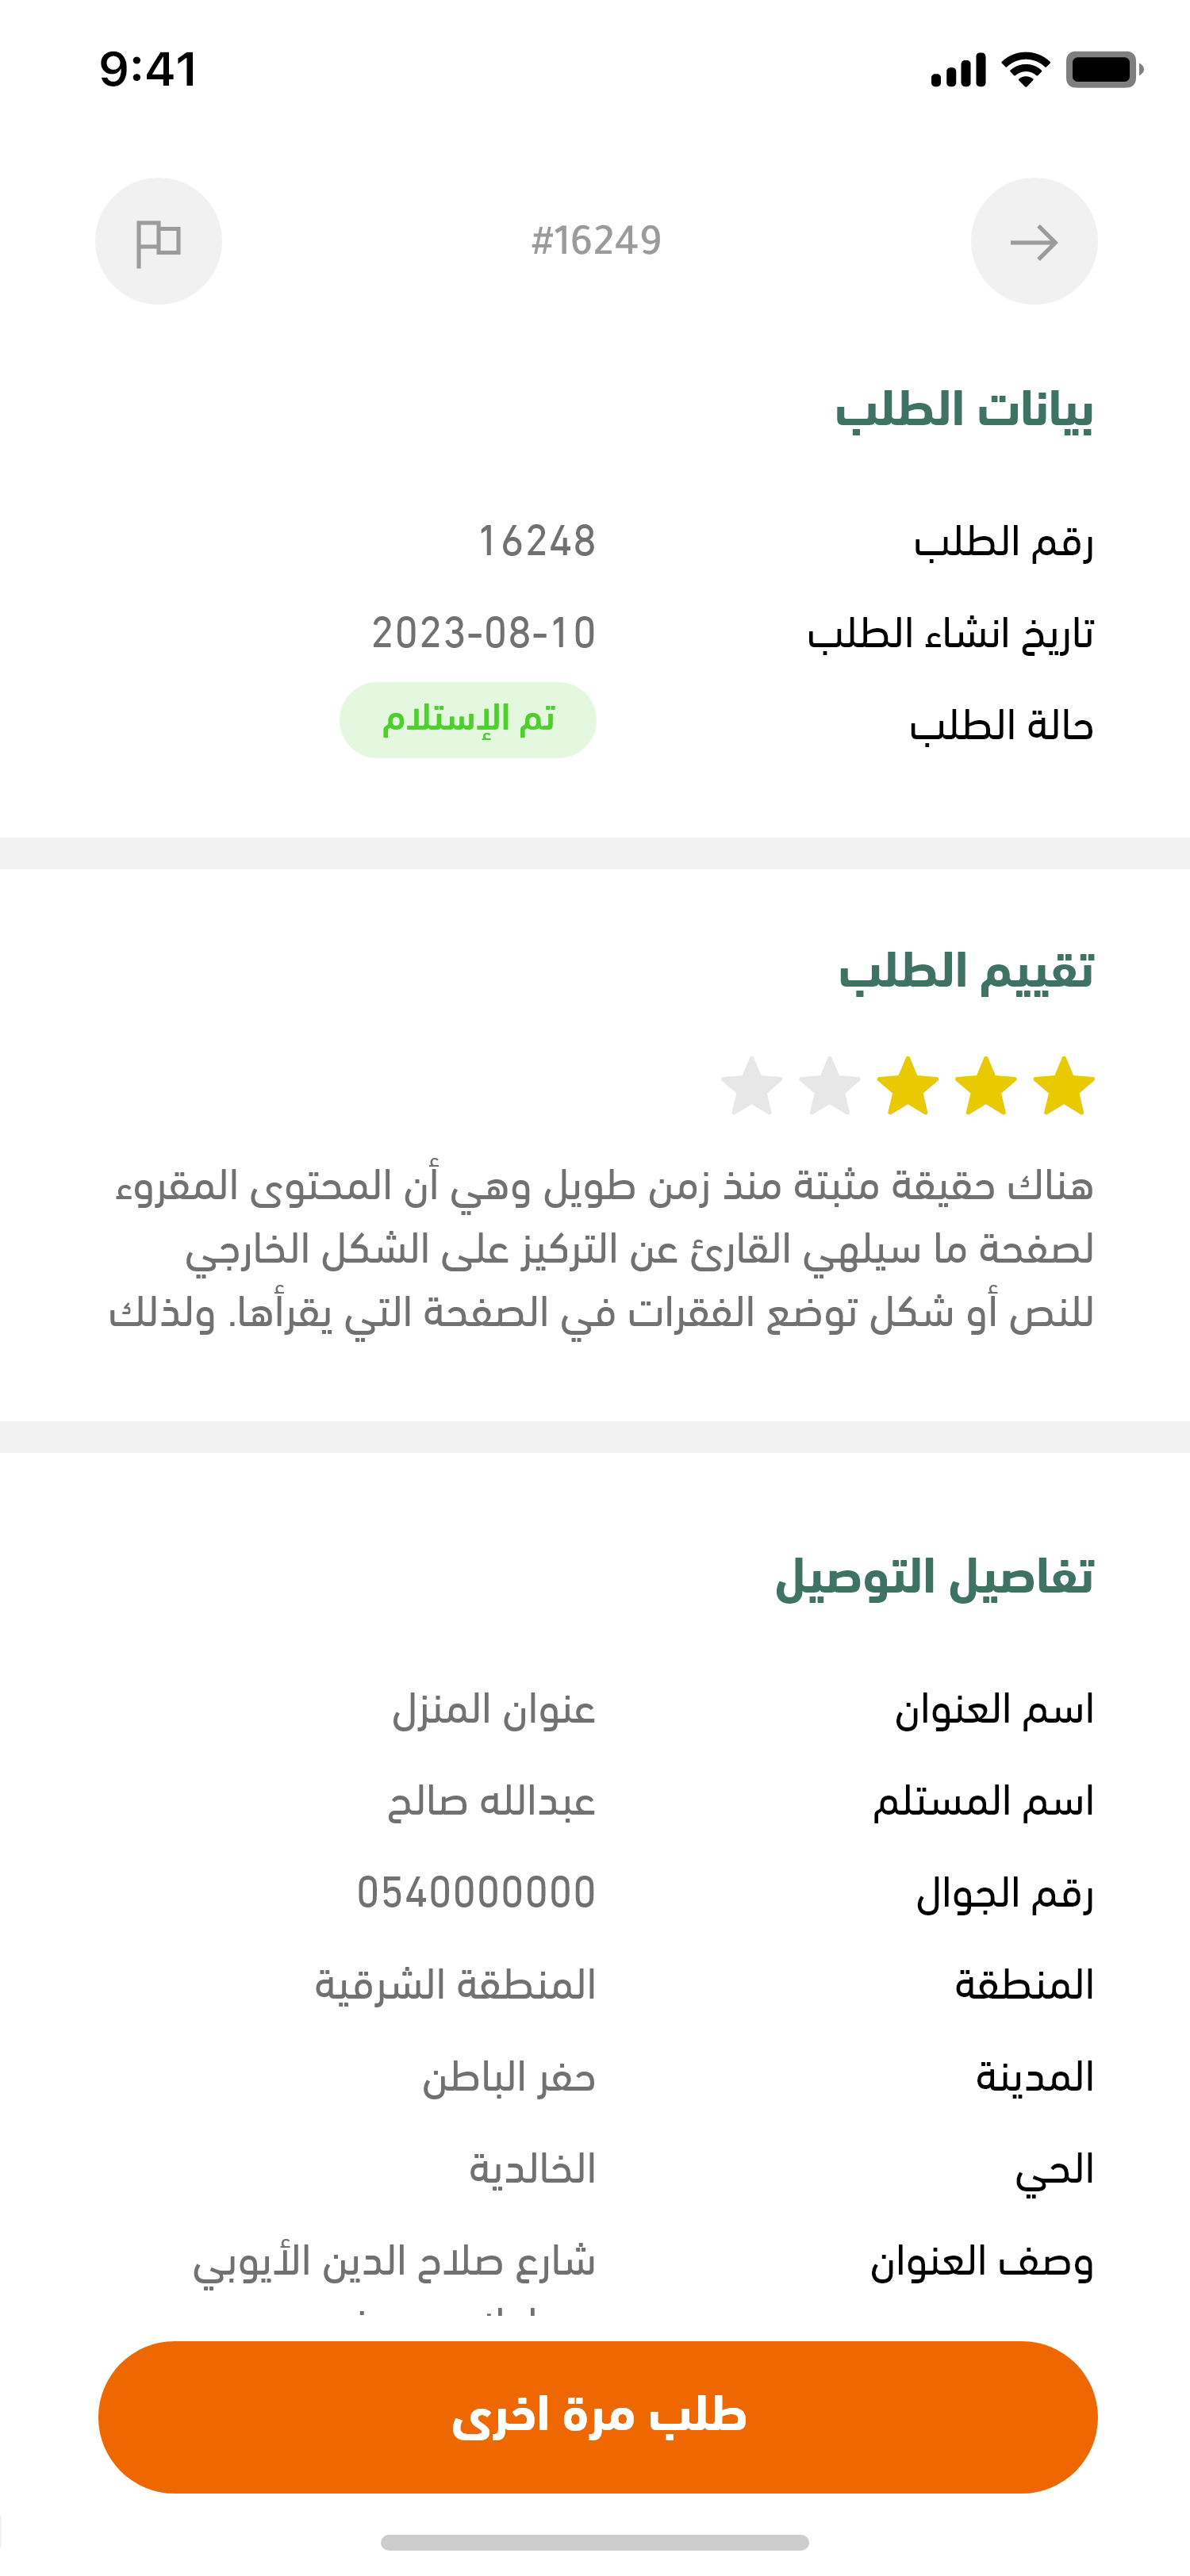 9:41
#16249
بيانات الطلب
رقم الطلب 16248
تاريخ انشاء الطلب 2023-08-10
حالة الطلب تم الإستلام
تقييم الطلب
هناك حقيقة مثبتة منذ زمن طويل وهي أن المحتوى المقروء
لصفحة ما سيلهي القارئ عن التركيز على الشكل الخارجي
للنص أو شكل توضع الفقرات في الصفحة التي يقرأها. ولذلك
تفاصيل التوصيل
اسم العنوان عنوان المنزل
اسم المستلم عبدالله صالح
رقم الجوال 0540000000
المنطقة المنطقة الشرقية
المدينة حفر الباطن
الحي الخالدية
وصف العنوان شارع صلاح الدين الأيوبي
طلب مرة اخرى